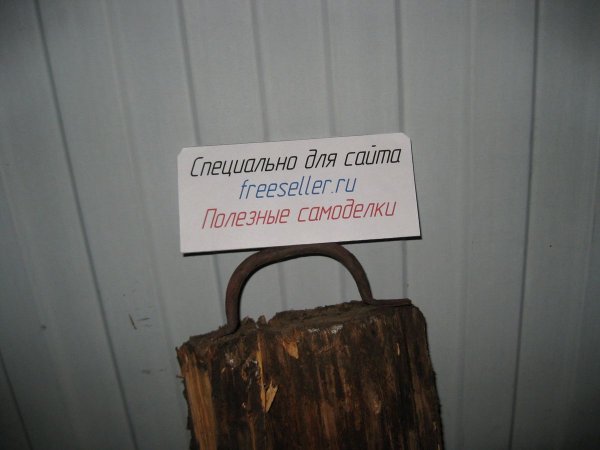 Специально для сайта
freeseller.ru
Полезные самоделки